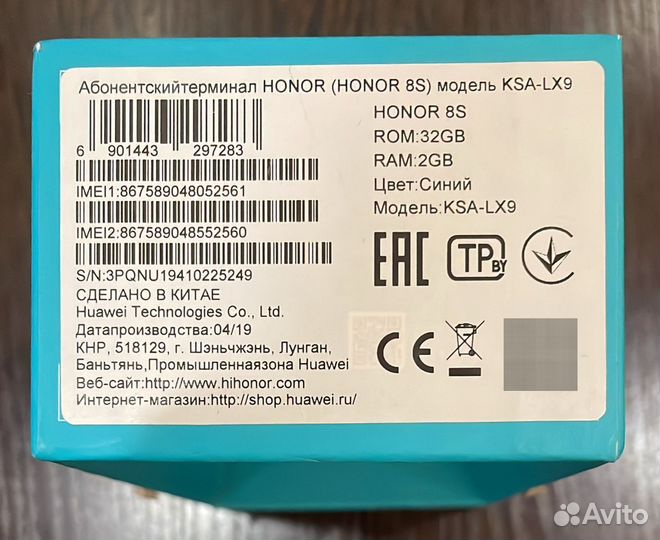 Абонентскийтерминал HONOR (HONOR 8S) модель KSA-LX9
6 901443 297283
IMEI1:867589048052561
IMEI2:867589048552560
S/N:3PQNU19410225249
СДЕЛАНО В КИТАЕ
Huawei Technologies Co., Ltd.
Датапроизводства:04/19
КНР, 518129, г. Шэньчжэнь, Лунган,
Баньтянь,Промышленнаязона Huawei
Веб-сайт:http://www.hihonor.com
Интернет-магазин:http://shop.huawei.ru/
HONOR 8S
ROM:32GB
RAM:2GB
Цвет:Синий
Модель:KSA-LX9
EAC
TP BY
CE
Avito